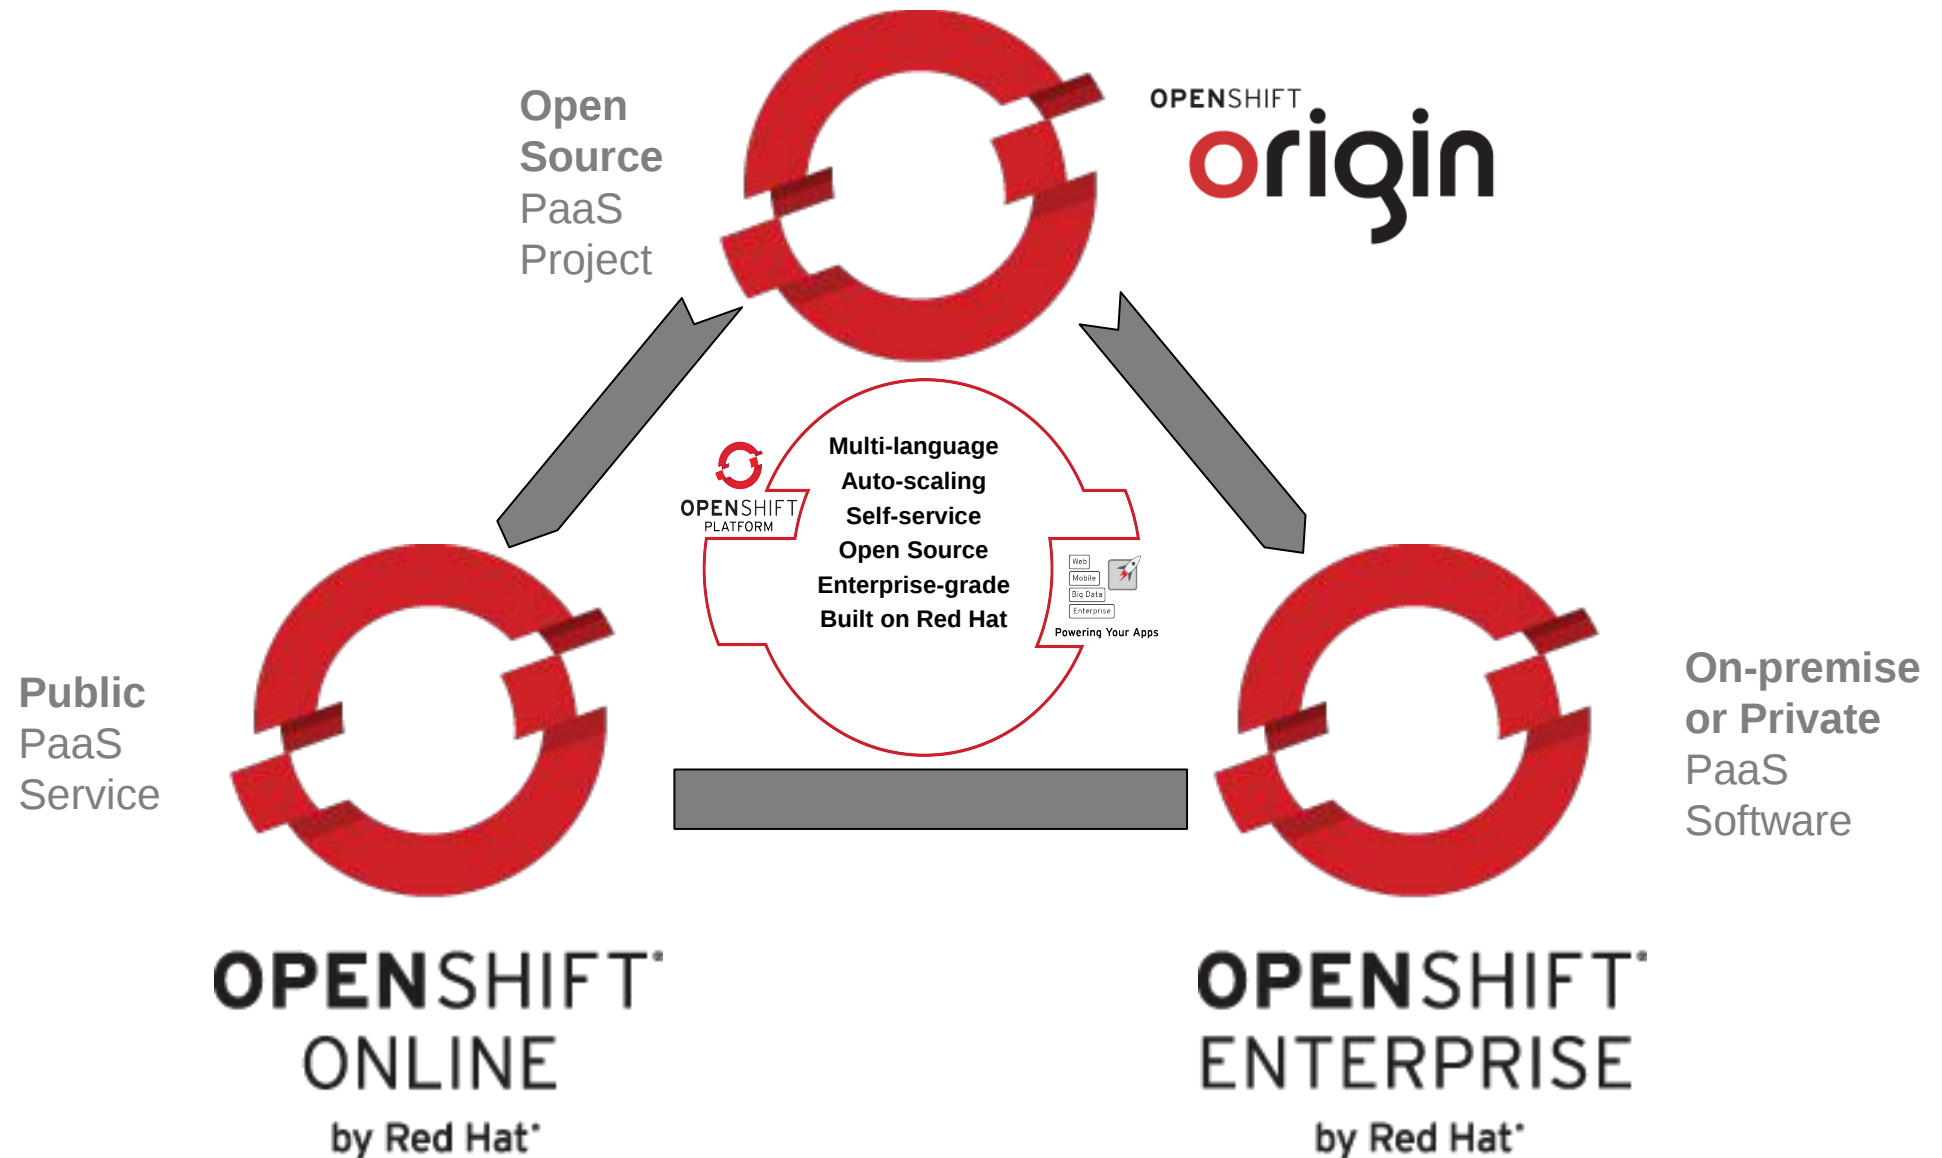 Open
Source
PaaS
Project
OPENSHIFT
origin
Multi-language
Auto-scaling
Self-service
Open Source
Enterprise-grade
Built on Red Hat
OPENSHIFT
PLATFORM
Web
Mobile
Big Data
Enterprise
Powering Your Apps
Public
PaaS
Service
On-premise
or Private
PaaS
Software
OPENSHIFT
ONLINE
by Red Hat
OPENSHIFT
ENTERPRISE
by Red Hat